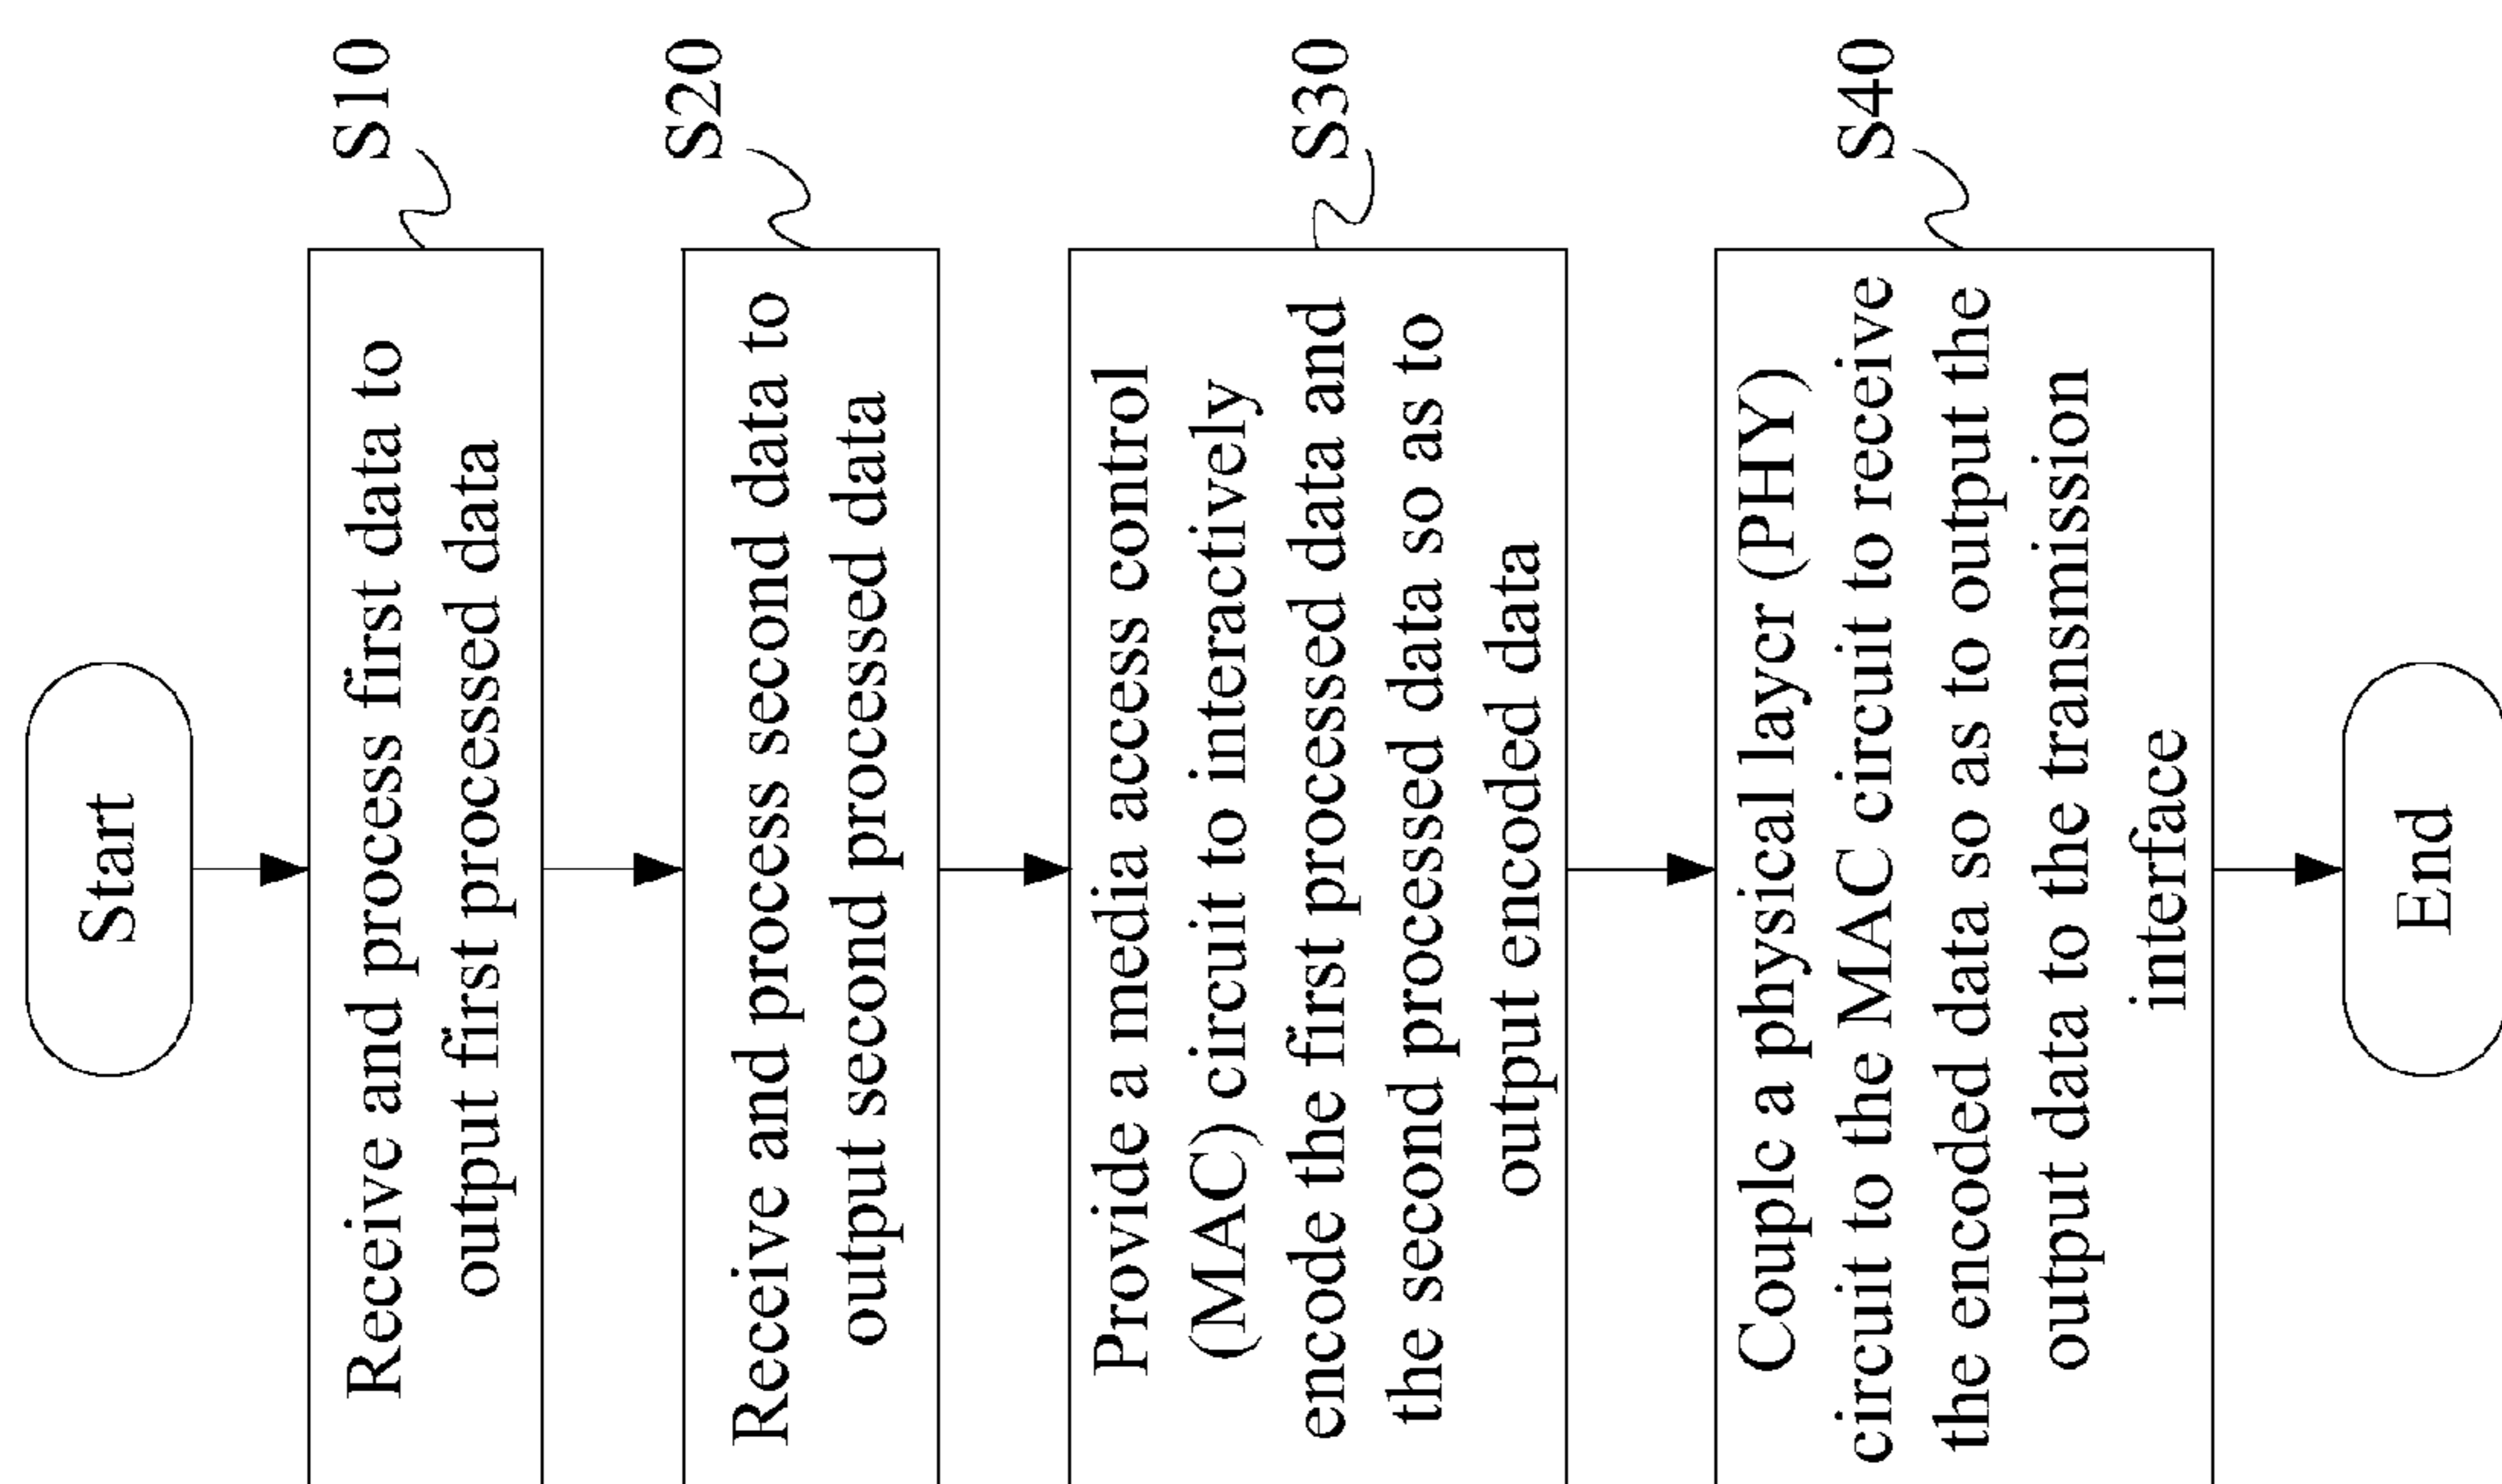 Start
S10
Receive and process first data to
output first processed data
S20
Receive and process second data to
output second processed data
S30
Provide a media access control
(MAC) circuit to interactively
encode the first processed data and
the second processed data so as to
output encoded data
S40
Couple a physical layer (PHY)
circuit to the MAC circuit to receive
the encoded data so as to output the
output data to the transmission
interface
End